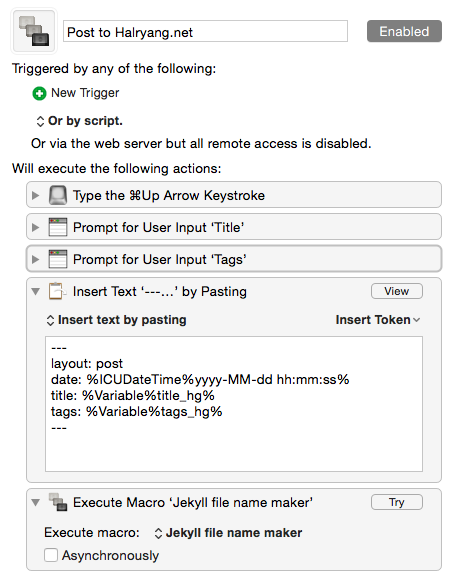 Post to Halryang.net
Enabled
Triggered by any of the following:
New Trigger
Or by script.
Or via the web server but all remote access is disabled.
Will execute the following actions:
Type the ⌘Up Arrow Keystroke
Prompt for User Input ‘Title’
Prompt for User Input ‘Tags’
Insert Text ‘---…’ by Pasting
View
Insert text by pasting
Insert Token
---
layout: post
date: %ICUDateTime%yyyy-MM-dd hh:mm:ss%
title: %Variable%title_hg%
tags: %Variable%tags_hg%
---
Execute Macro ‘Jekyll file name maker’
Try
Execute macro: Jekyll file name maker
Asynchronously